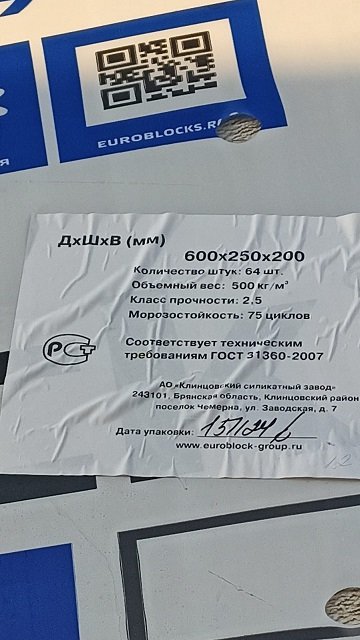 EUROBLOCKS.R
ДхШхВ (мм)
600х250х200
Количество штук: 64 шт.
Объемный вес: 500 кг/м³
Класс прочности: 2,5
Морозостойкость: 75 циклов
РСТ
Соответствует техническим
требованиям ГОСТ 31360-2007
АО «Клинцовский силикатный завод»
243101, Брянская область, Клинцовский район
поселок Чемерна, ул. Заводская, д. 7
Дата упаковки:
www.euroblock-group.ru